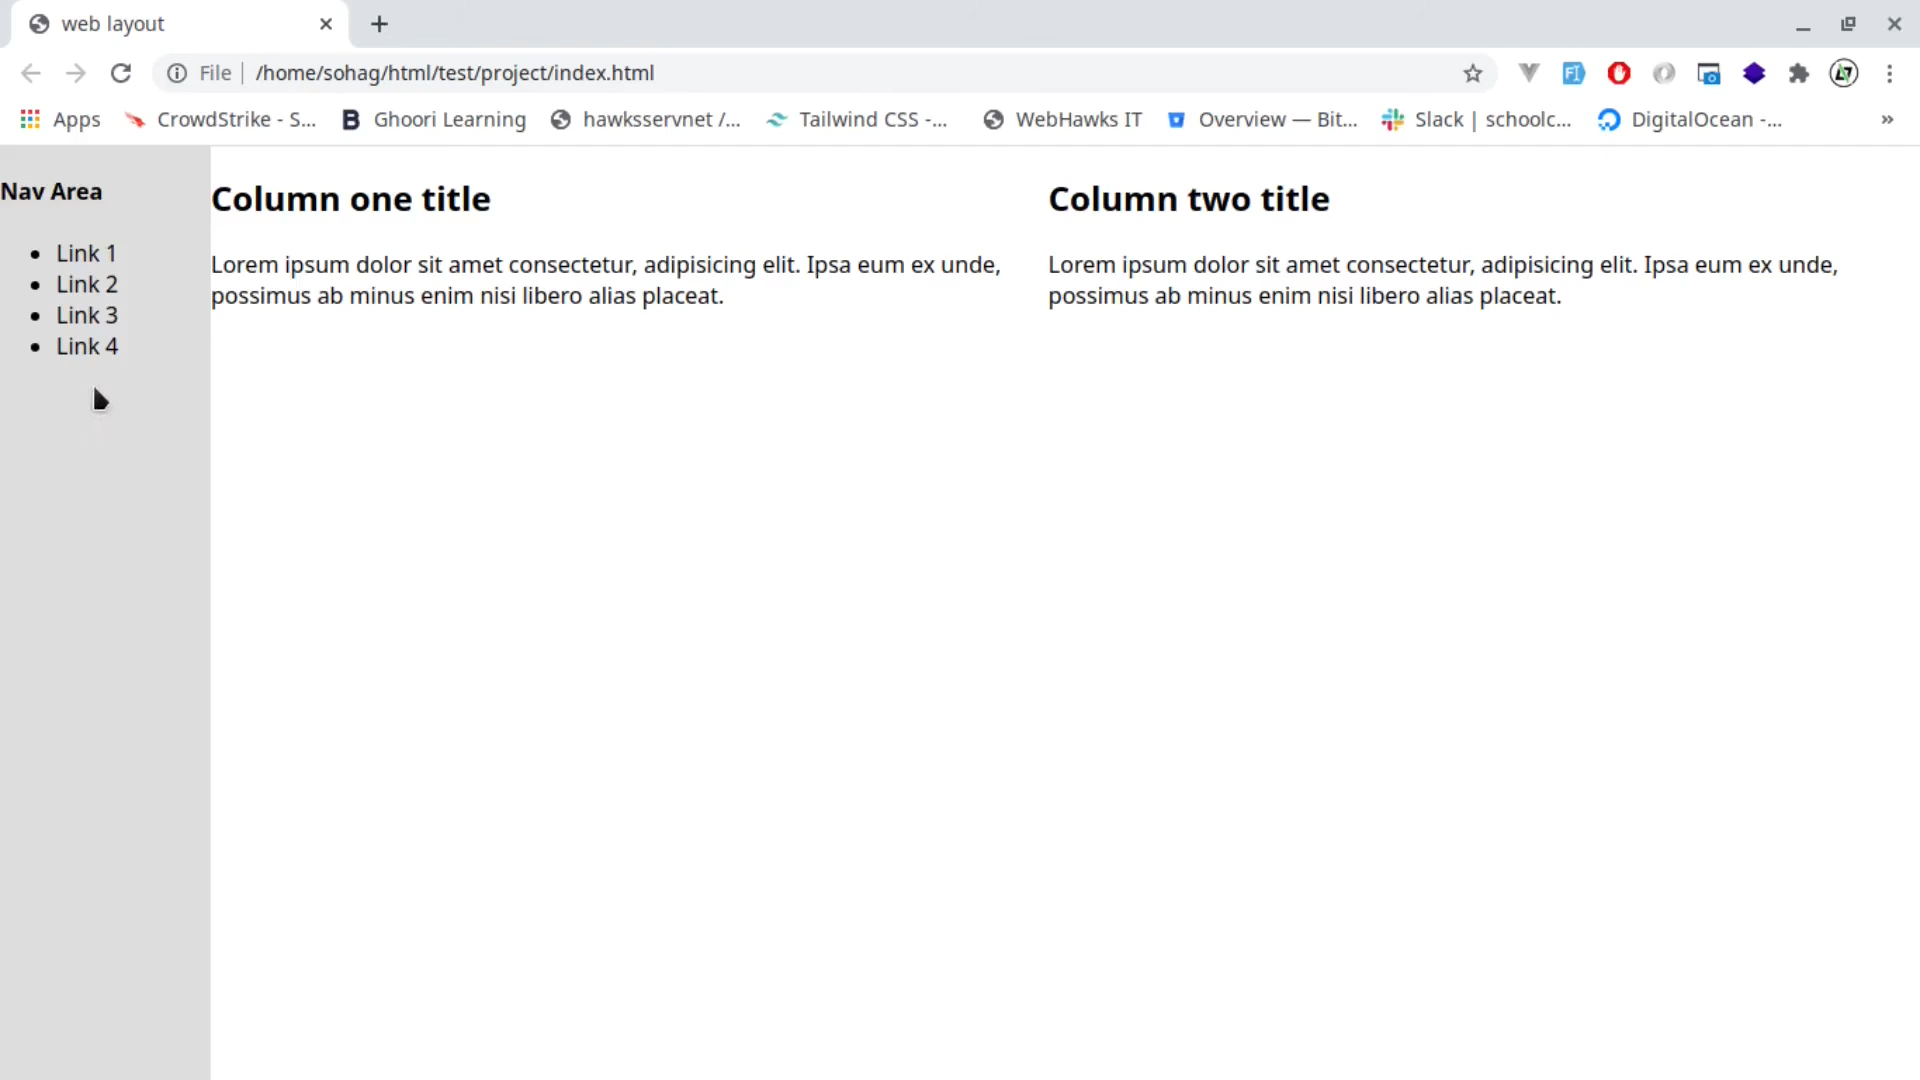 web layout
File /home/sohag/html/test/project/index.html
Apps CrowdStrike - S... Ghoori Learning hawksservnet /... Tailwind CSS -... WebHawks IT Overview — Bit... Slack | schoolc... DigitalOcean -... »
Nav Area
Link 1
Link 2
Link 3
Link 4
Column one title
Lorem ipsum dolor sit amet consectetur, adipisicing elit. Ipsa eum ex unde,
possimus ab minus enim nisi libero alias placeat.
Column two title
Lorem ipsum dolor sit amet consectetur, adipisicing elit. Ipsa eum ex unde,
possimus ab minus enim nisi libero alias placeat.